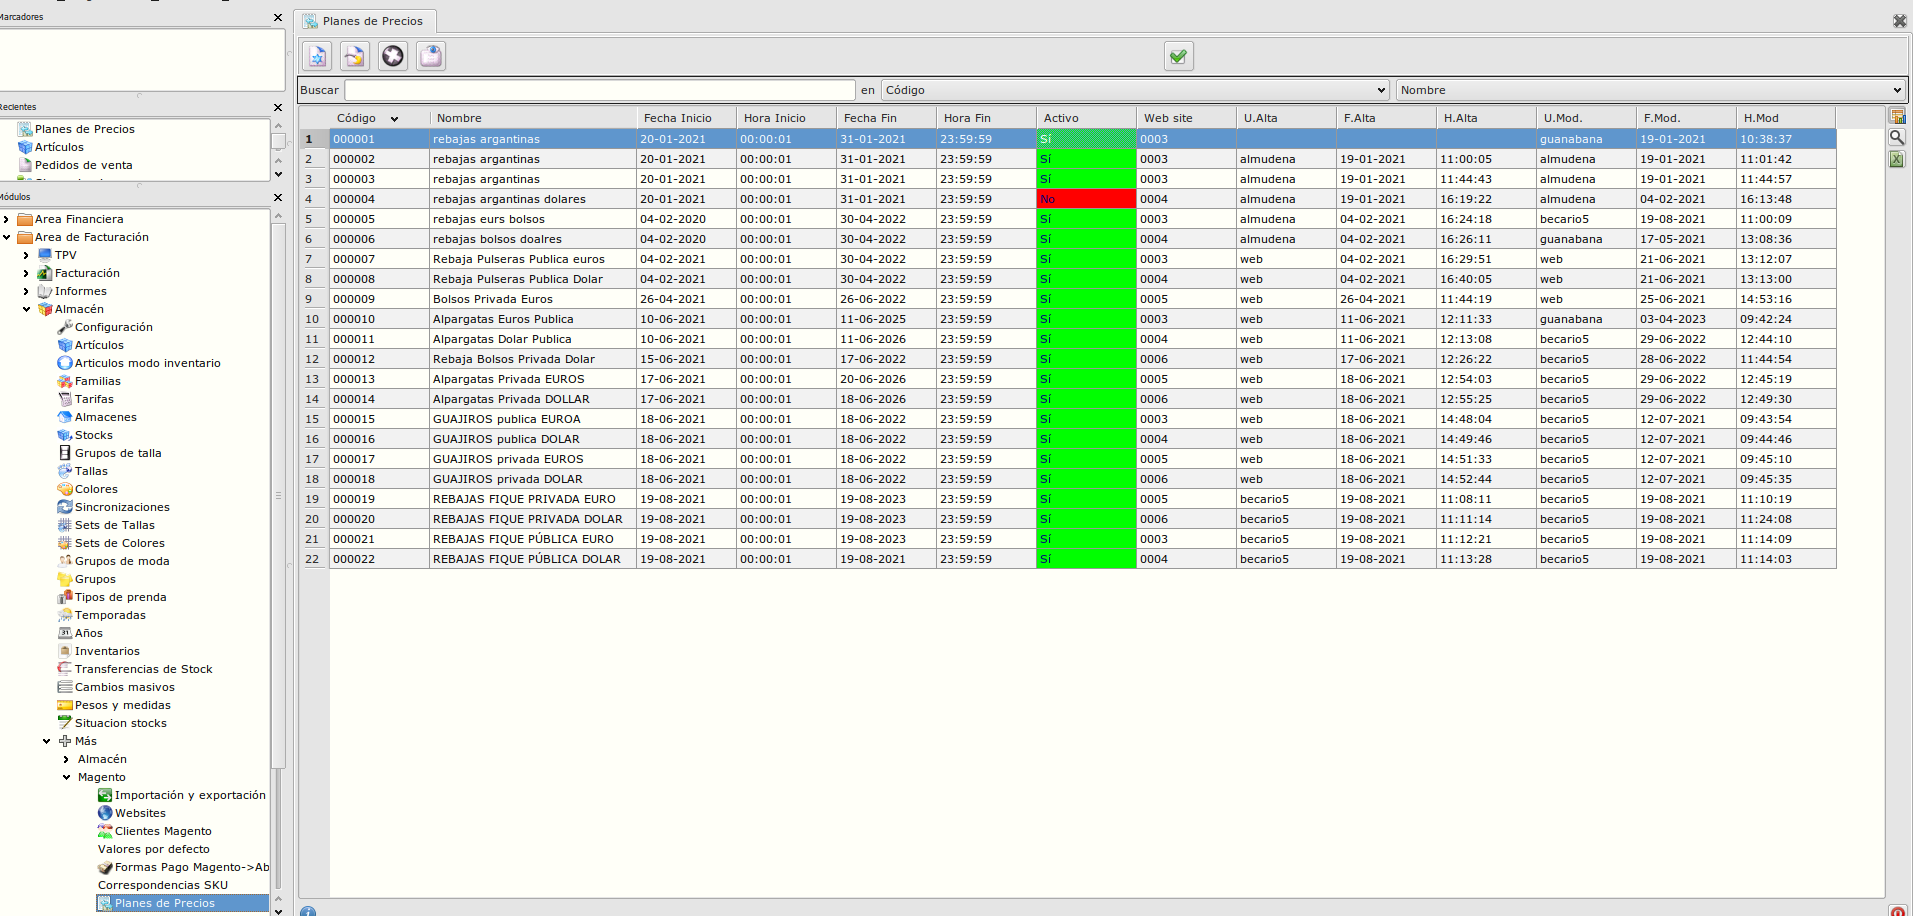 Marcadores
Recientes
Planes de Precios
Artículos
Pedidos de venta
Módulos
Area Financiera
Area de Facturación
TPV
Facturación
Informes
Almacén
Configuración
Artículos
Articulos modo inventario
Familias
Tarifas
Almacenes
Stocks
Grupos de talla
Tallas
Colores
Sincronizaciones
Sets de Tallas
Sets de Colores
Grupos de moda
Grupos
Tipos de prenda
Temporadas
Años
Inventarios
Transferencias de Stock
Cambios masivos
Pesos y medidas
Situacion stocks
Más
Almacén
Magento
Importación y exportación
Websites
Clientes Magento
Valores por defecto
Formas Pago Magento->Ab
Correspondencias SKU
Planes de Precios
Planes de Precios
Buscar en Código Nombre
Código Nombre Fecha Inicio Hora Inicio Fecha Fin Hora Fin Activo Web site U.Alta F.Alta H.Alta U.Mod. F.Mod. H.Mod
1 000001 rebajas argantinas 20-01-2021 00:00:01 31-01-2021 23:59:59 Sí 0003 guanabana 19-01-2021 10:38:37
2 000002 rebajas argantinas 20-01-2021 00:00:01 31-01-2021 23:59:59 Sí 0003 almudena 19-01-2021 11:00:05 almudena 19-01-2021 11:01:42
3 000003 rebajas argantinas 20-01-2021 00:00:01 31-01-2021 23:59:59 Sí 0003 almudena 19-01-2021 11:44:43 almudena 19-01-2021 11:44:57
4 000004 rebajas argantinas dolares 20-01-2021 00:00:01 31-01-2021 23:59:59 No 0004 almudena 19-01-2021 16:19:22 almudena 04-02-2021 16:13:48
5 000005 rebajas eurs bolsos 04-02-2020 00:00:01 30-04-2022 23:59:59 Sí 0003 almudena 04-02-2021 16:24:18 becario5 19-08-2021 11:00:09
6 000006 rebajas bolsos doalres 04-02-2020 00:00:01 30-04-2022 23:59:59 Sí 0004 almudena 04-02-2021 16:26:11 guanabana 17-05-2021 13:08:36
7 000007 Rebaja Pulseras Publica euros 04-02-2021 00:00:01 30-04-2022 23:59:59 Sí 0003 web 04-02-2021 16:29:51 web 21-06-2021 13:12:07
8 000008 Rebaja Pulseras Publica Dolar 04-02-2021 00:00:01 30-04-2022 23:59:59 Sí 0004 web 04-02-2021 16:40:05 web 21-06-2021 13:13:00
9 000009 Bolsos Privada Euros 26-04-2021 00:00:01 26-06-2022 23:59:59 Sí 0005 web 26-04-2021 11:44:19 web 25-06-2021 14:53:16
10 000010 Alpargatas Euros Publica 10-06-2021 00:00:01 11-06-2025 23:59:59 Sí 0003 web 11-06-2021 12:11:33 guanabana 03-04-2023 09:42:24
11 000011 Alpargatas Dolar Publica 10-06-2021 00:00:01 11-06-2026 23:59:59 Sí 0004 web 11-06-2021 12:13:08 becario5 29-06-2022 12:44:10
12 000012 Rebaja Bolsos Privada Dolar 15-06-2021 00:00:01 17-06-2022 23:59:59 Sí 0006 web 17-06-2021 12:26:22 becario5 28-06-2022 11:44:54
13 000013 Alpargatas Privada EUROS 17-06-2021 00:00:01 20-06-2026 23:59:59 Sí 0005 web 18-06-2021 12:54:03 becario5 29-06-2022 12:45:19
14 000014 Alpargatas Privada DOLLAR 17-06-2021 00:00:01 18-06-2026 23:59:59 Sí 0006 web 18-06-2021 12:55:25 becario5 29-06-2022 12:49:30
15 000015 GUAJIROS publica EUROA 18-06-2021 00:00:01 18-06-2022 23:59:59 Sí 0003 web 18-06-2021 14:48:04 becario5 12-07-2021 09:43:54
16 000016 GUAJIROS publica DOLAR 18-06-2021 00:00:01 18-06-2022 23:59:59 Sí 0004 web 18-06-2021 14:49:46 becario5 12-07-2021 09:44:46
17 000017 GUAJIROS privada EUROS 18-06-2021 00:00:01 18-06-2022 23:59:59 Sí 0005 web 18-06-2021 14:51:33 becario5 12-07-2021 09:45:10
18 000018 GUAJIROS privada DOLAR 18-06-2021 00:00:01 18-06-2022 23:59:59 Sí 0006 web 18-06-2021 14:52:44 becario5 12-07-2021 09:45:35
19 000019 REBAJAS FIQUE PRIVADA EURO 19-08-2021 00:00:01 19-08-2023 23:59:59 Sí 0005 becario5 19-08-2021 11:08:11 becario5 19-08-2021 11:10:19
20 000020 REBAJAS FIQUE PRIVADA DOLAR 19-08-2021 00:00:01 19-08-2023 23:59:59 Sí 0006 becario5 19-08-2021 11:11:14 becario5 19-08-2021 11:24:08
21 000021 REBAJAS FIQUE PÚBLICA EURO 19-08-2021 00:00:01 19-08-2023 23:59:59 Sí 0003 becario5 19-08-2021 11:12:21 becario5 19-08-2021 11:14:09
22 000022 REBAJAS FIQUE PÚBLICA DOLAR 19-08-2021 00:00:01 19-08-2021 23:59:59 Sí 0004 becario5 19-08-2021 11:13:28 becario5 19-08-2021 11:14:03